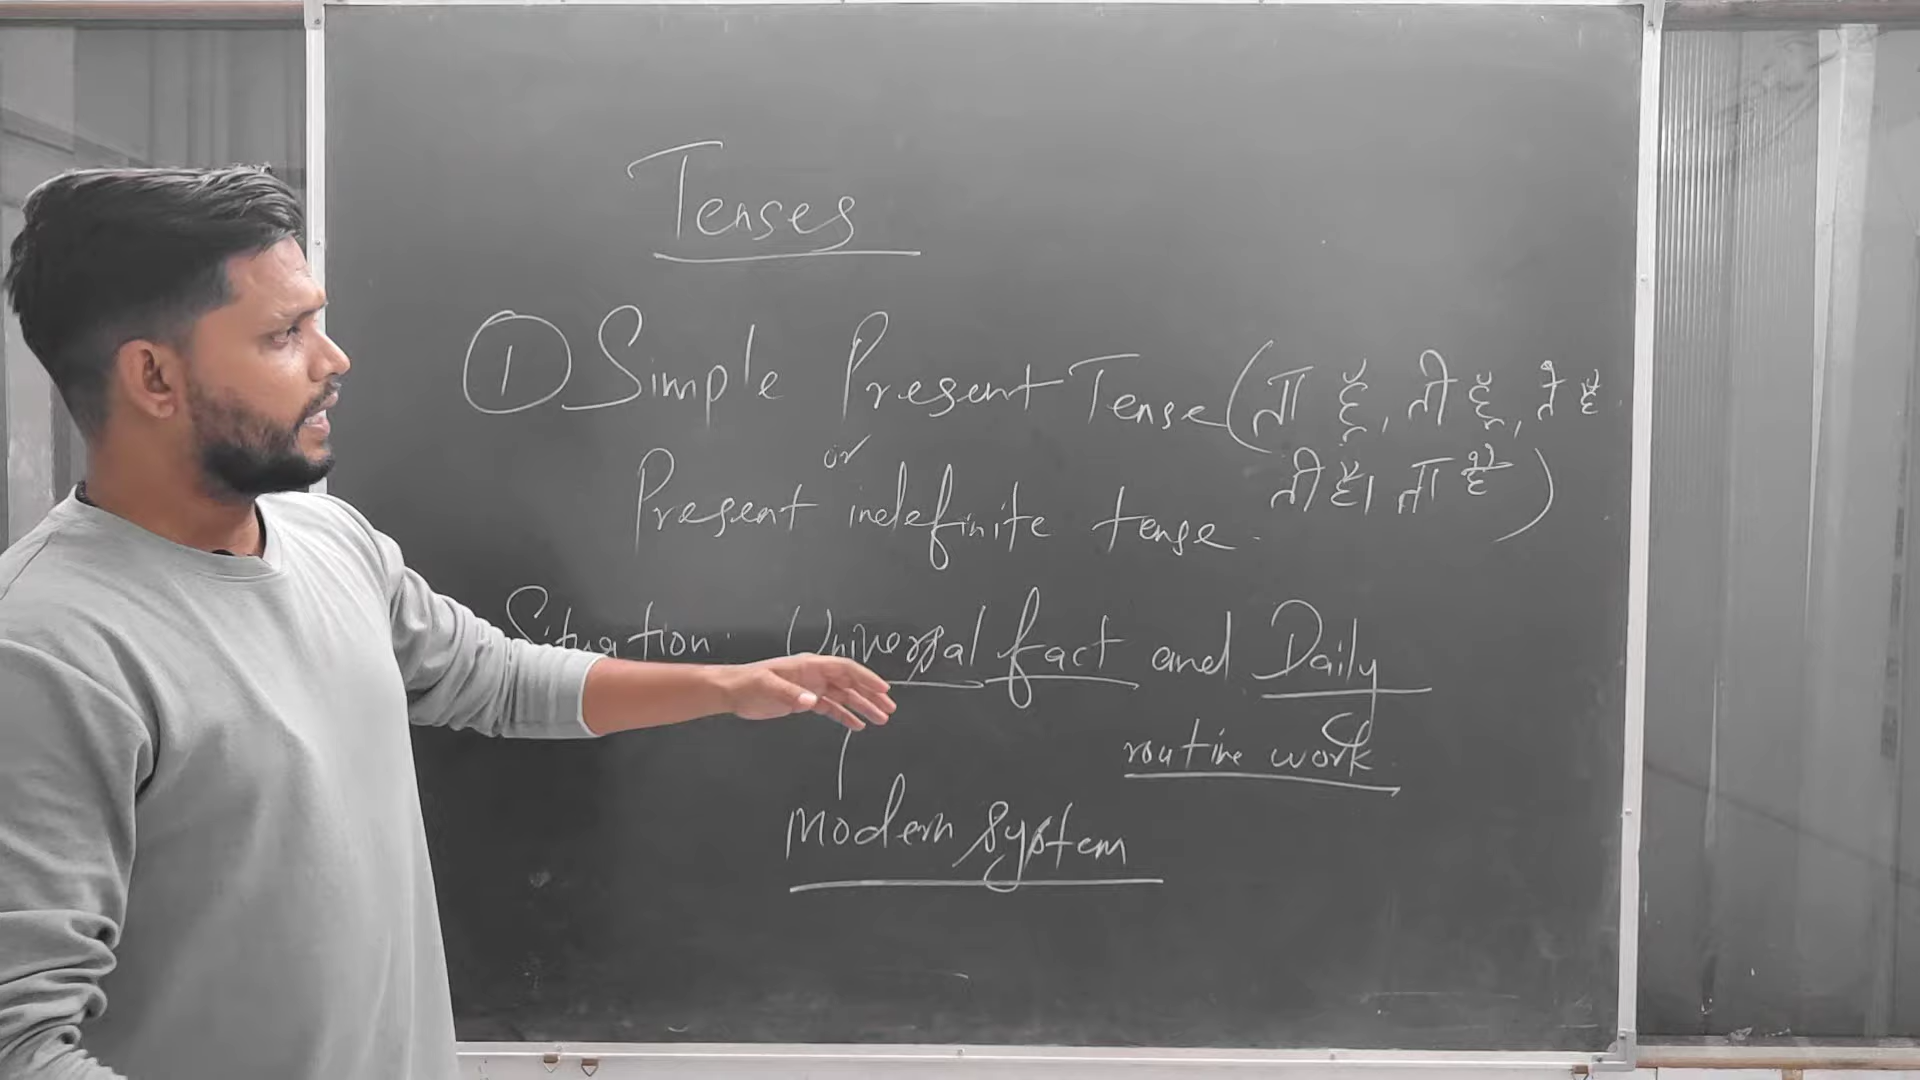 Tenses
① Simple Present Tense (ता हूँ, ती हूँ, ते हैं
or
Present indefinite tense. ती है। ता है)
Situation: Universal fact and Daily
routine work
modern system